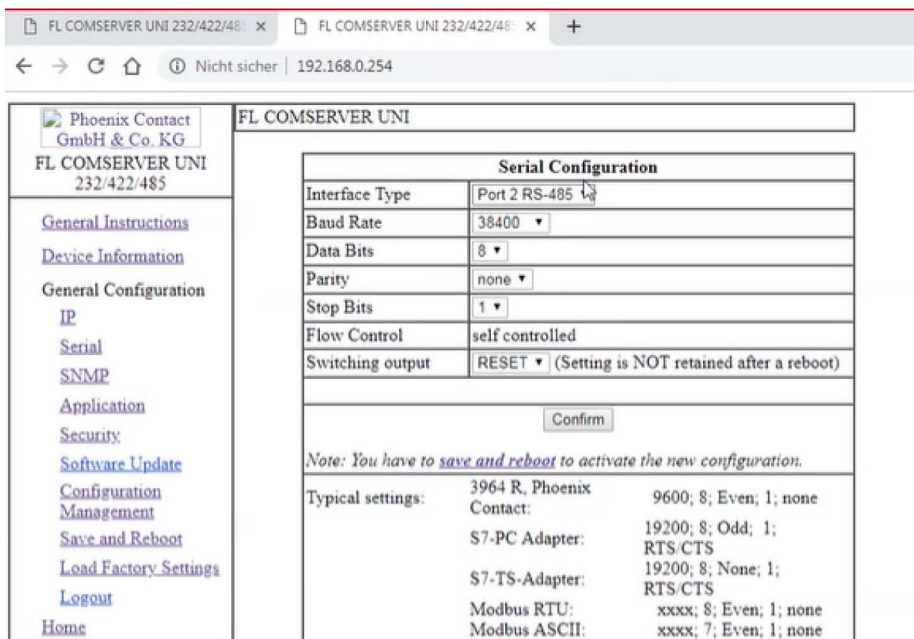 FL COMSERVER UNI 232/422/48
FL COMSERVER UNI 232/422/48
Nicht sicher | 192.168.0.254
Phoenix Contact
GmbH & Co. KG
FL COMSERVER UNI
232/422/485
General Instructions
Device Information
General Configuration
IP
Serial
SNMP
Application
Security
Software Update
Configuration
Management
Save and Reboot
Load Factory Settings
Logout
Home
FL COMSERVER UNI
Serial Configuration
Interface Type Port 2 RS-485
Baud Rate 38400
Data Bits 8
Parity none
Stop Bits 1
Flow Control self controlled
Switching output RESET (Setting is NOT retained after a reboot)
Confirm
Note: You have to save and reboot to activate the new configuration.
Typical settings: 3964 R, Phoenix Contact: 9600; 8; Even; 1; none
S7-PC Adapter: 19200; 8; Odd; 1; RTS/CTS
S7-TS-Adapter: 19200; 8; None; 1; RTS/CTS
Modbus RTU: xxxx; 8; Even; 1; none
Modbus ASCII: xxxx; 7; Even; 1; none